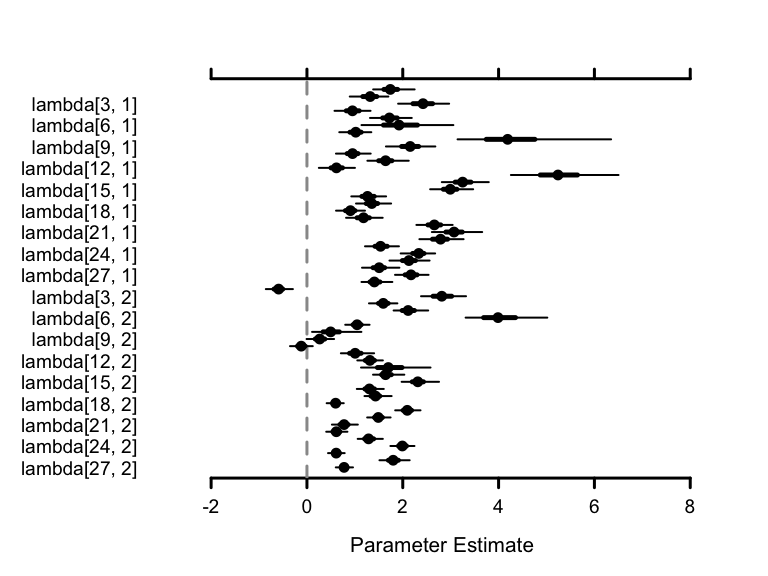 lambda[3, 1]
lambda[6, 1]
lambda[9, 1]
lambda[12, 1]
lambda[15, 1]
lambda[18, 1]
lambda[21, 1]
lambda[24, 1]
lambda[27, 1]
lambda[3, 2]
lambda[6, 2]
lambda[9, 2]
lambda[12, 2]
lambda[15, 2]
lambda[18, 2]
lambda[21, 2]
lambda[24, 2]
lambda[27, 2]
-2 0 2 4 6 8
Parameter Estimate